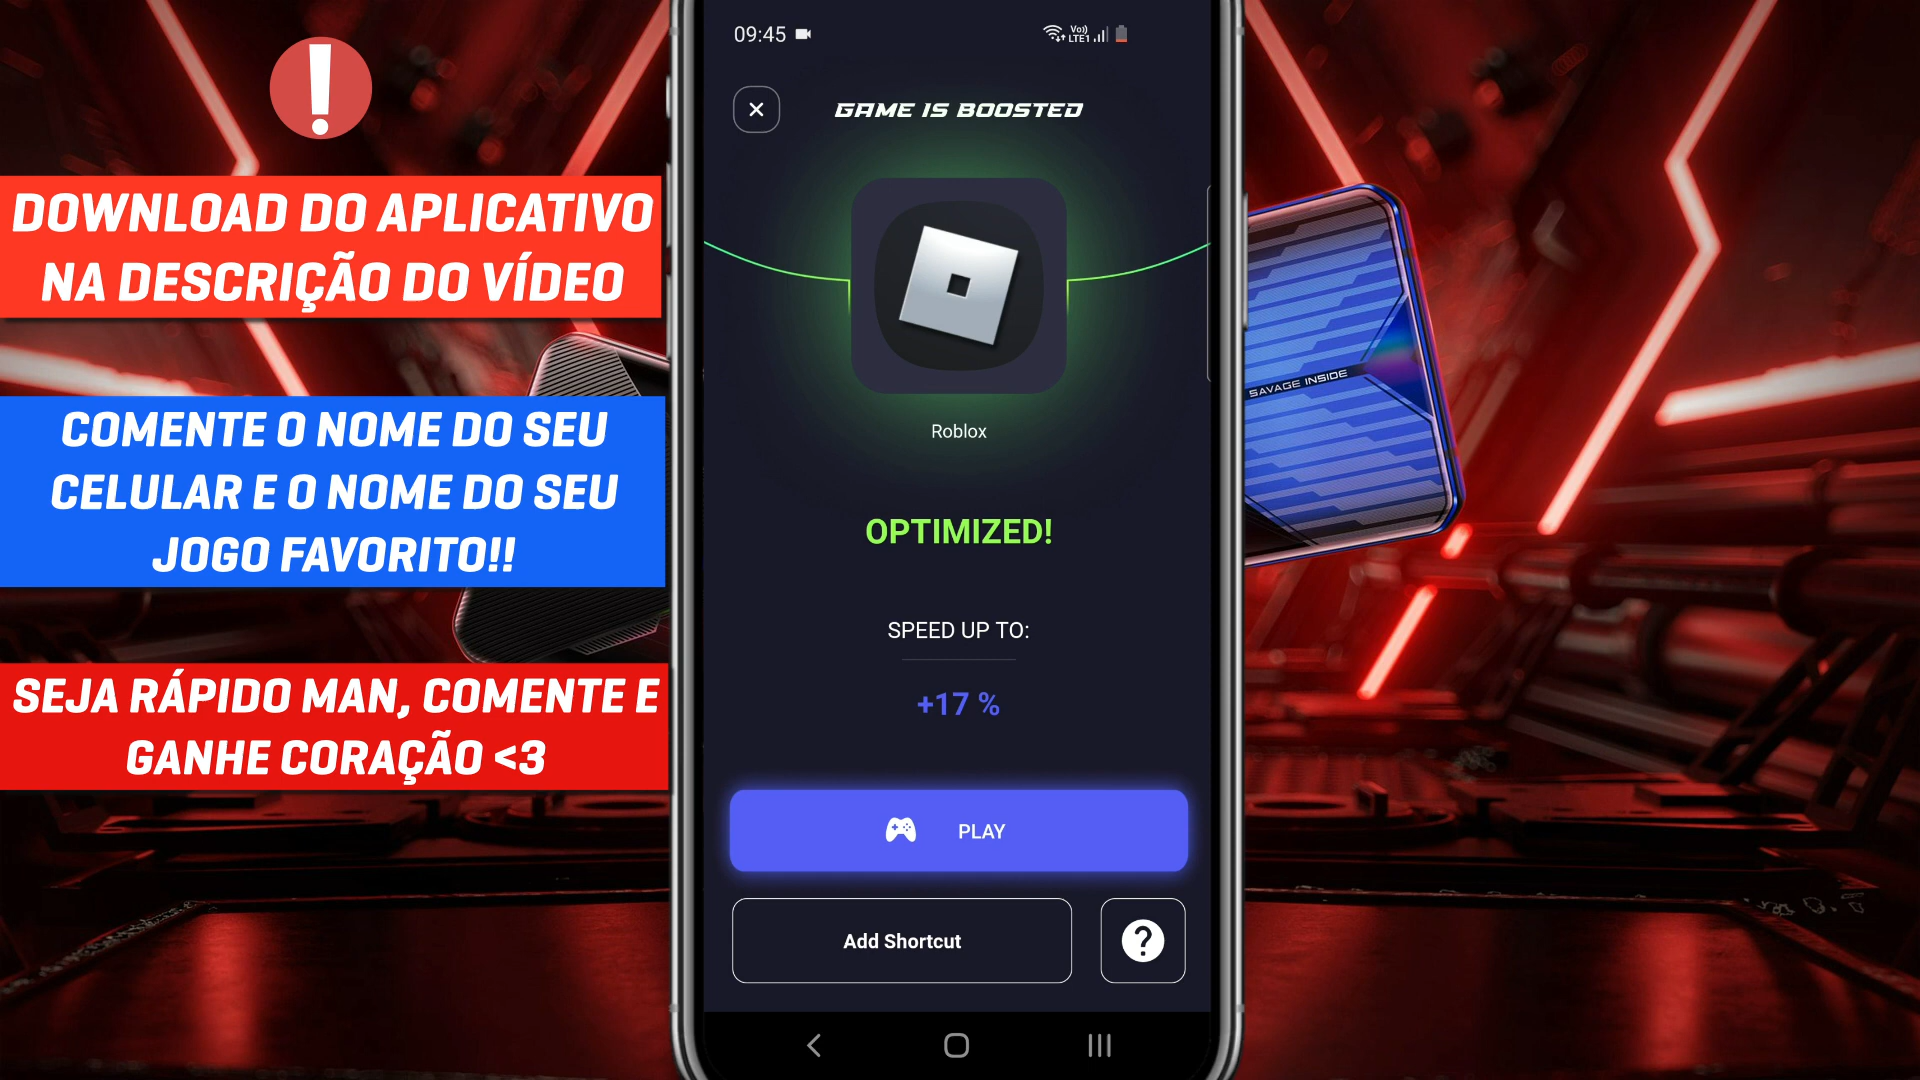 DOWNLOAD DO APLICATIVO
NA DESCRIÇÃO DO VÍDEO
COMENTE O NOME DO SEU
CELULAR E O NOME DO SEU
JOGO FAVORITO!!
SEJA RÁPIDO MAN, COMENTE E
GANHE CORAÇÃO <3
09:45
Vo))
LTE1
GAME IS BOOSTED
Roblox
OPTIMIZED!
SPEED UP TO:
+17 %
PLAY
Add Shortcut
?
SAVAGE INSIDE